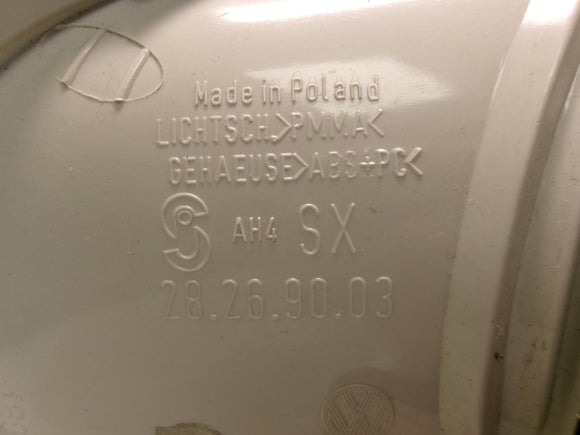 Made in Poland
LICHTSCH.>PMMA<
GEHAEUSE>ABS+PC<
AH4 SX
28.26.90.03